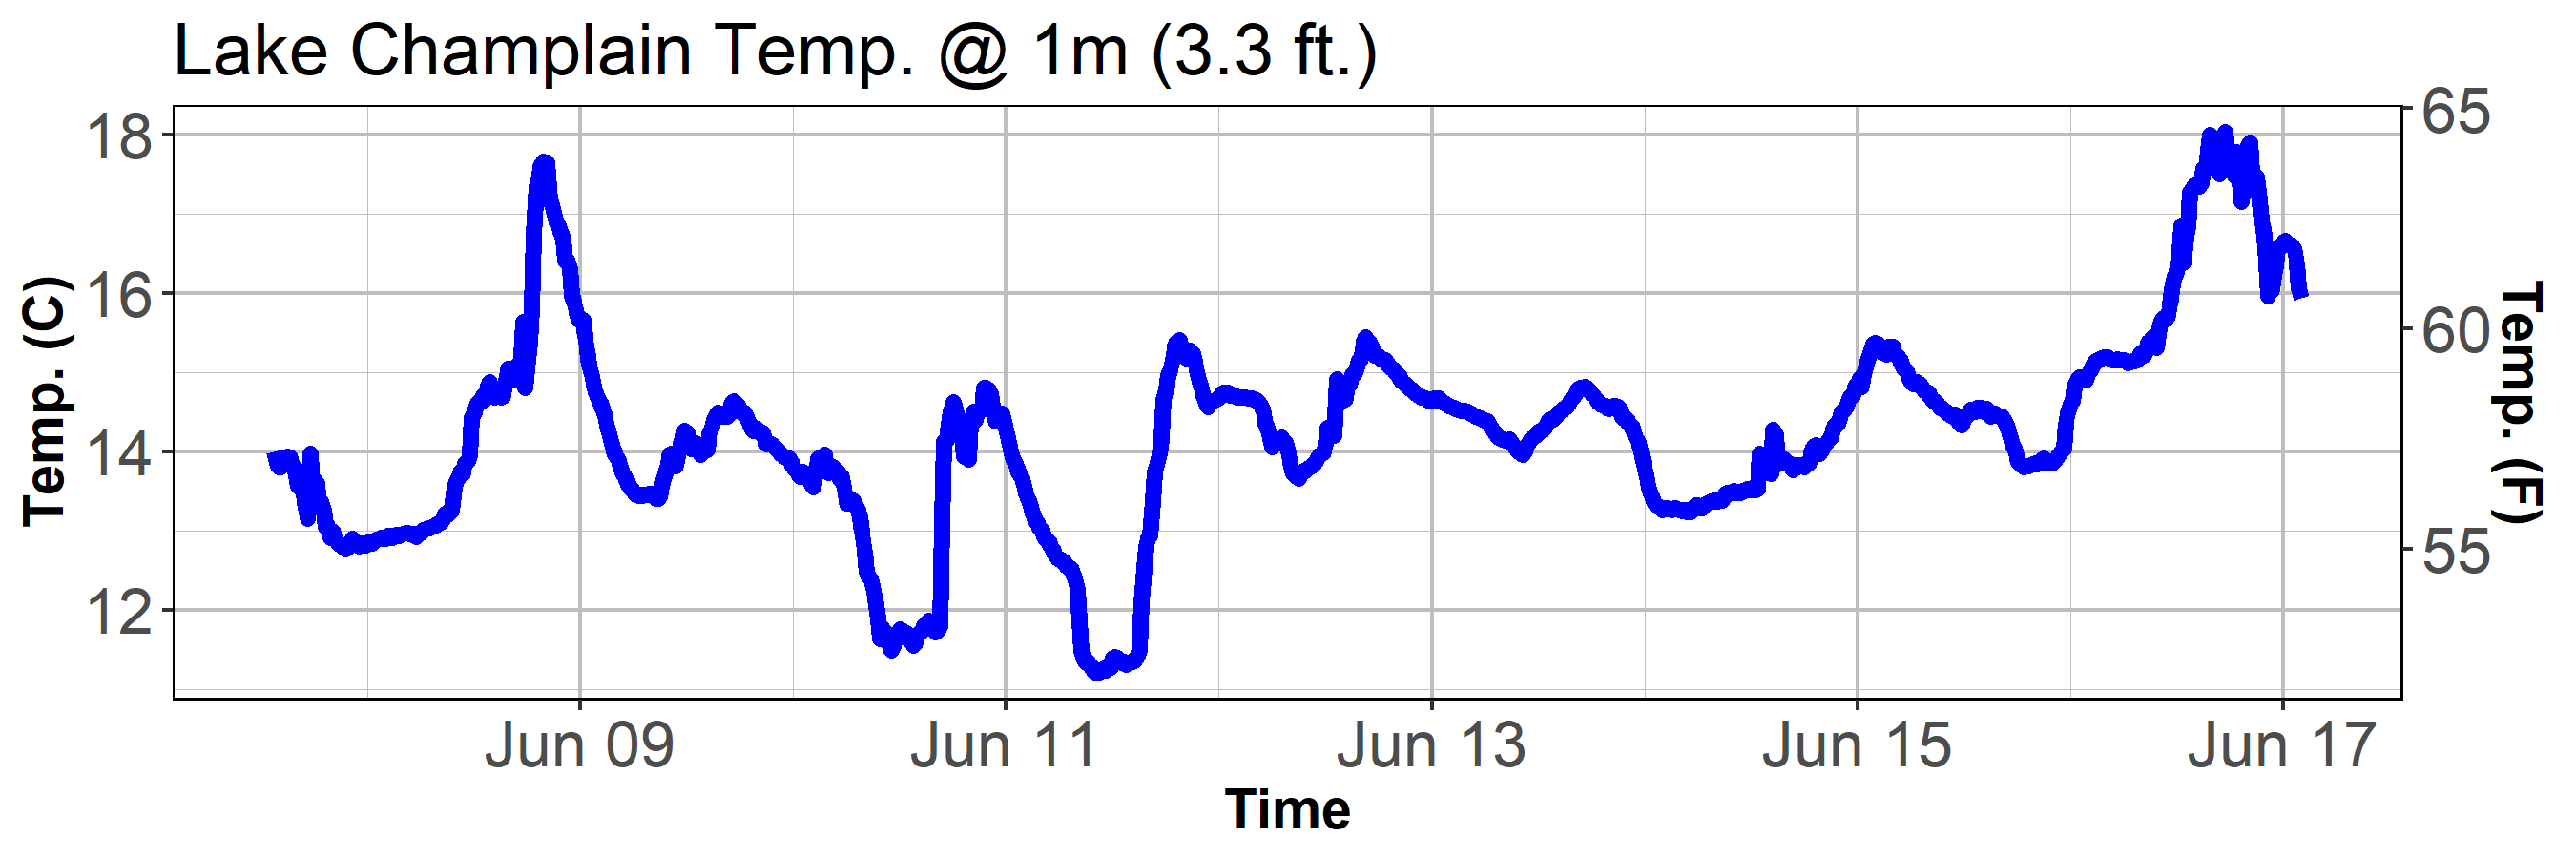 Lake Champlain Temp. @ 1m (3.3 ft.)
Temp. (C)
18
16
14
12
65
60
55
Temp. (F)
Jun 09 Jun 11 Jun 13 Jun 15 Jun 17
Time